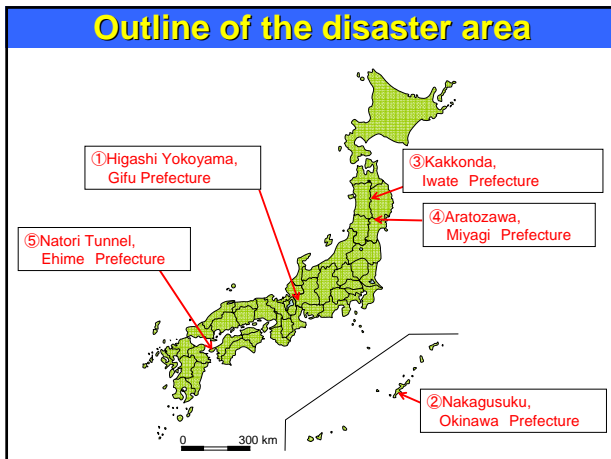 Outline of the disaster area
①Higashi Yokoyama,
Gifu Prefecture
③Kakkonda,
Iwate Prefecture
④Aratozawa,
Miyagi Prefecture
⑤Natori Tunnel,
Ehime Prefecture
②Nakagusuku,
Okinawa Prefecture
0 300 km